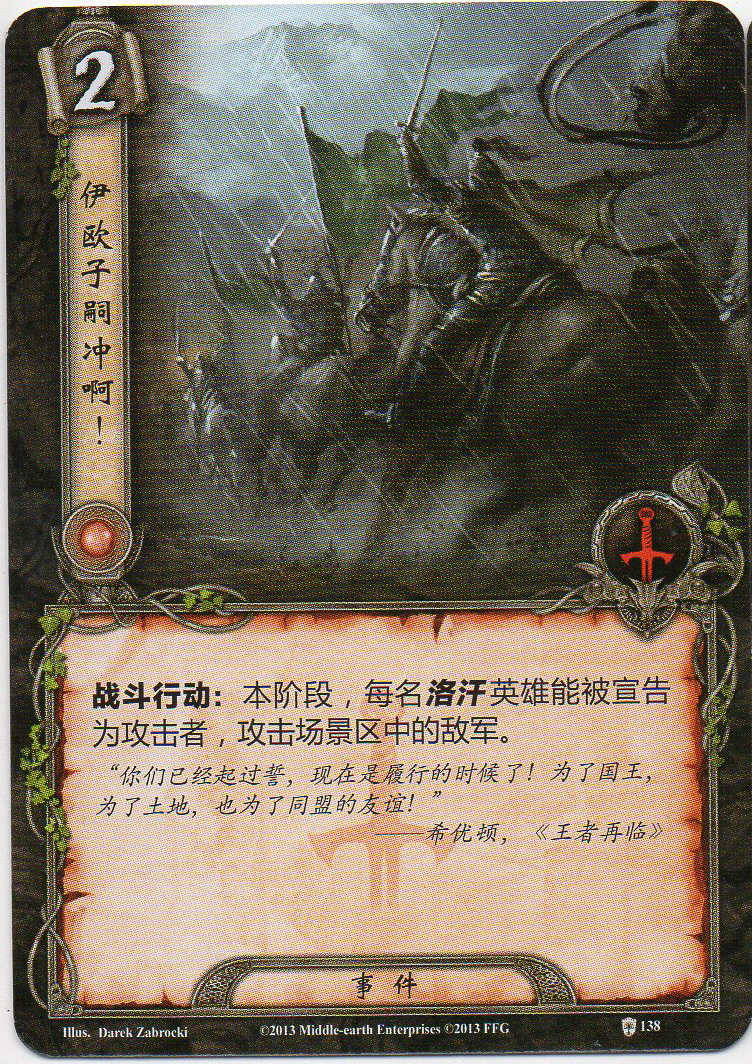 2
伊欧子嗣冲啊！
战斗行动：本阶段，每名洛汗英雄能被宣告
为攻击者，攻击场景区中的敌军。
“你们已经起过誓，现在是履行的时候了！为了国王，
为了土地，也为了同盟的友谊！”
——希优顿，《王者再临》
事件
Illus. Darek Zabrocki ©2013 Middle-earth Enterprises ©2013 FFG 138